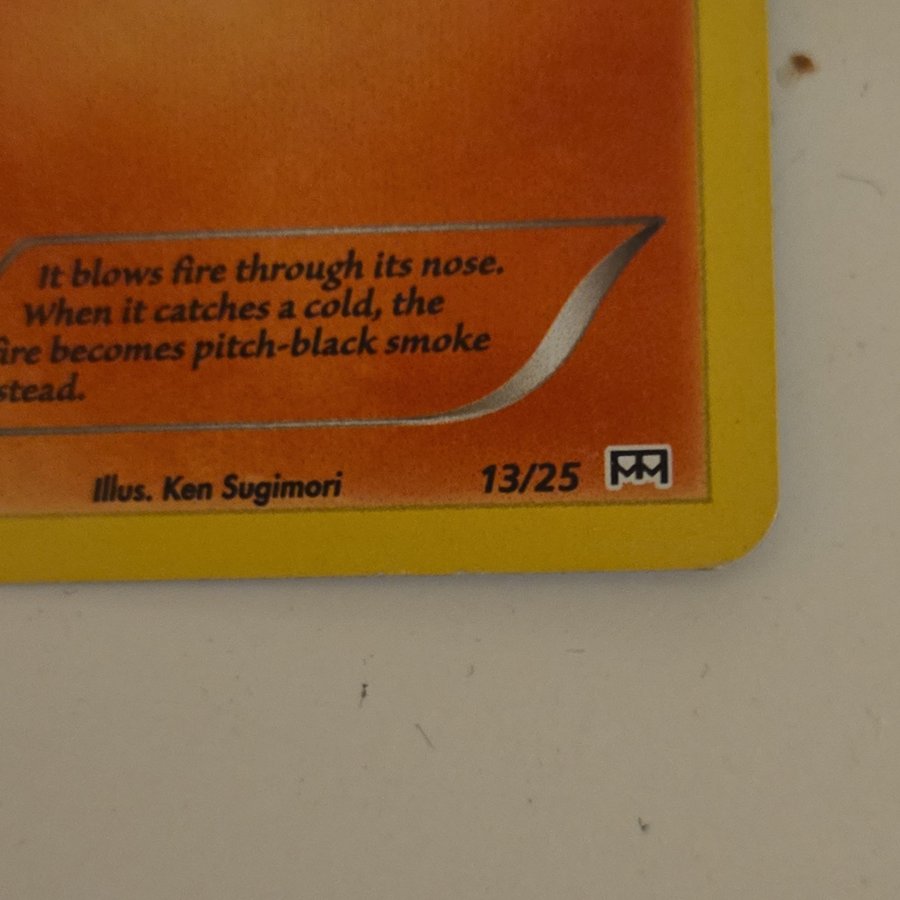 It blows fire through its nose.
When it catches a cold, the
fire becomes pitch-black smoke
stead.
Illus. Ken Sugimori
13/25